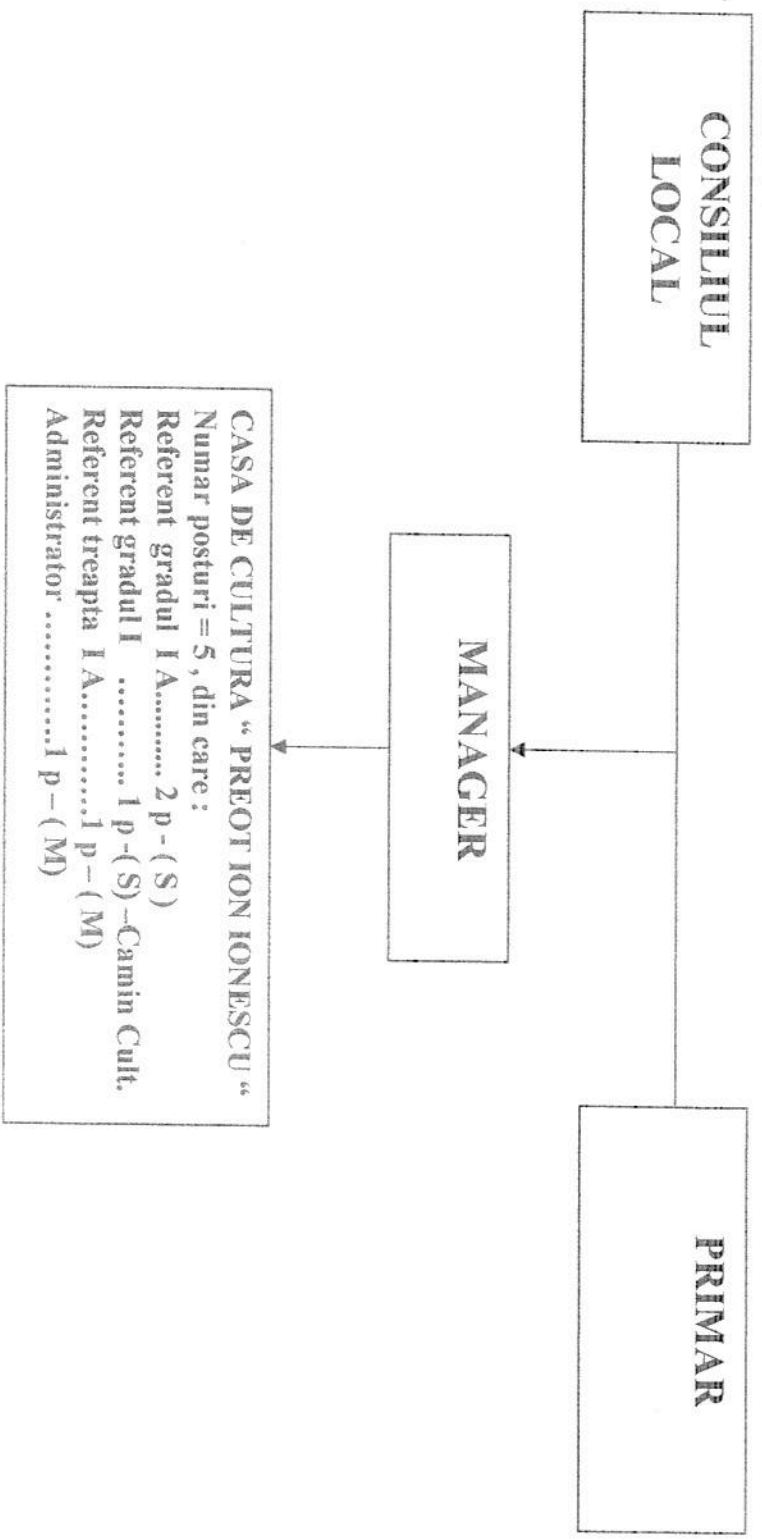 CONSILIUL
LOCAL
PRIMAR
MANAGER
CASA DE CULTURA “ PREOT ION IONESCU “
Numar posturi = 5 , din care :
Referent gradul I A........... 2 p - ( S )
Referent gradul I ............ 1 p -( S) –Camin Cult.
Referent treapta I A.............1 p – ( M)
Administrator .............1 p – ( M)